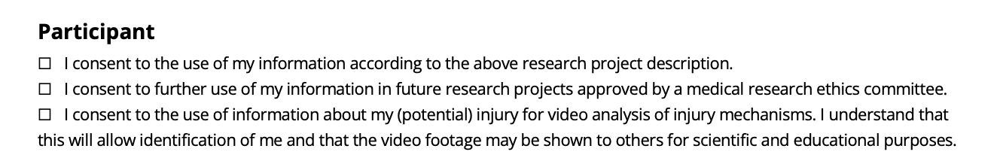 Participant
☐ I consent to the use of my information according to the above research project description.
☐ I consent to further use of my information in future research projects approved by a medical research ethics committee.
☐ I consent to the use of information about my (potential) injury for video analysis of injury mechanisms. I understand that
this will allow identification of me and that the video footage may be shown to others for scientific and educational purposes.